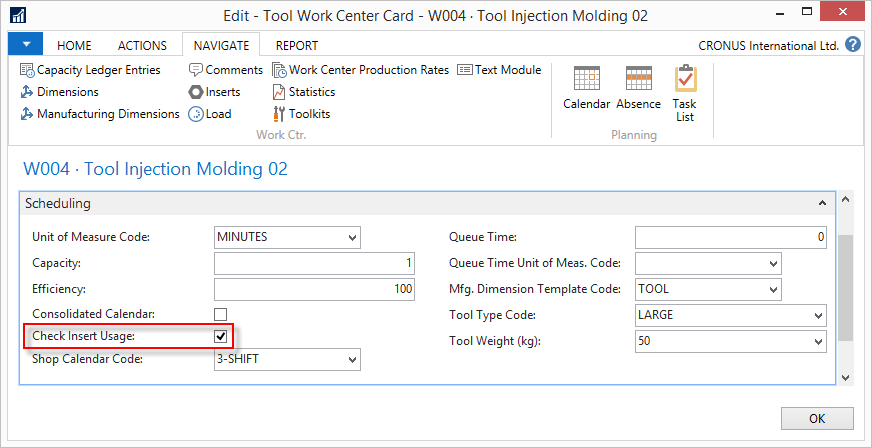 Edit - Tool Work Center Card - W004 · Tool Injection Molding 02
HOME ACTIONS NAVIGATE REPORT CRONUS International Ltd. ?
Capacity Ledger Entries Comments Work Center Production Rates Text Module
Dimensions Inserts Statistics
Manufacturing Dimensions Load Toolkits
Work Ctr.
Calendar Absence Task List
Planning
W004 · Tool Injection Molding 02
Scheduling
Unit of Measure Code: MINUTES Queue Time: 0
Capacity: 1 Queue Time Unit of Meas. Code:
Efficiency: 100 Mfg. Dimension Template Code: TOOL
Consolidated Calendar: Tool Type Code: LARGE
Check Insert Usage: Tool Weight (kg): 50
Shop Calendar Code: 3-SHIFT
OK